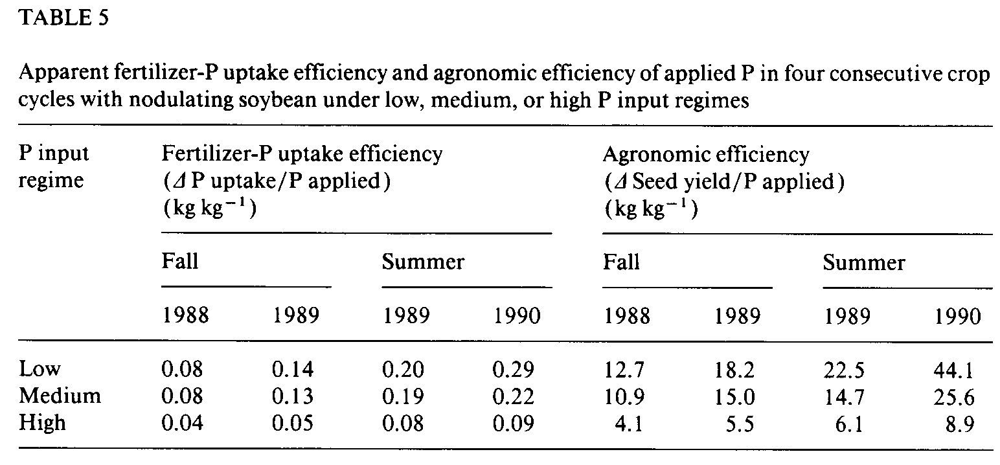 TABLE 5
Apparent fertilizer-P uptake efficiency and agronomic efficiency of applied P in four consecutive crop
cycles with nodulating soybean under low, medium, or high P input regimes
P input Fertilizer-P uptake efficiency Agronomic efficiency
regime (Δ P uptake/P applied) (Δ Seed yield/P applied)
(kg kg⁻¹) (kg kg⁻¹)
Fall Summer Fall Summer
1988 1989 1989 1990 1988 1989 1989 1990
Low 0.08 0.14 0.20 0.29 12.7 18.2 22.5 44.1
Medium 0.08 0.13 0.19 0.22 10.9 15.0 14.7 25.6
High 0.04 0.05 0.08 0.09 4.1 5.5 6.1 8.9